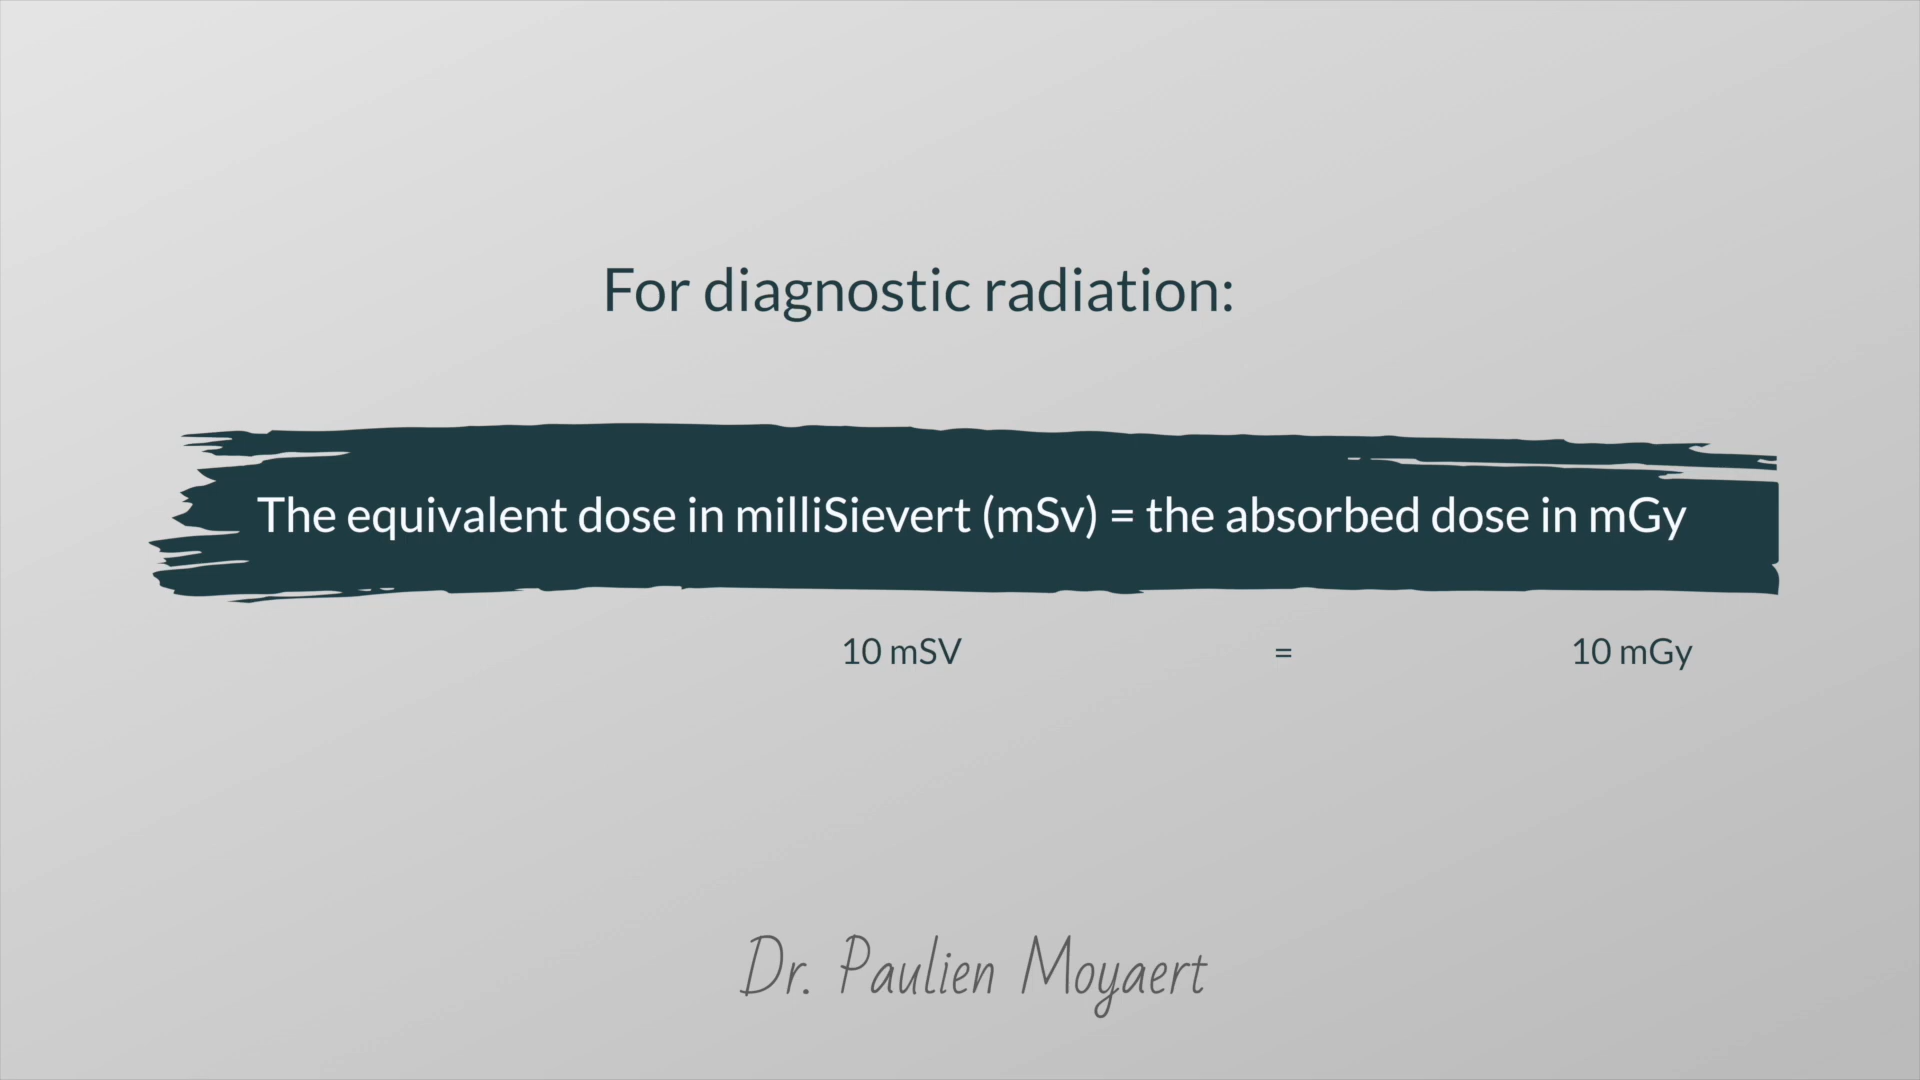 For diagnostic radiation:
The equivalent dose in milliSievert (mSv) = the absorbed dose in mGy
10 mSV = 10 mGy
Dr. Paulien Moyaert